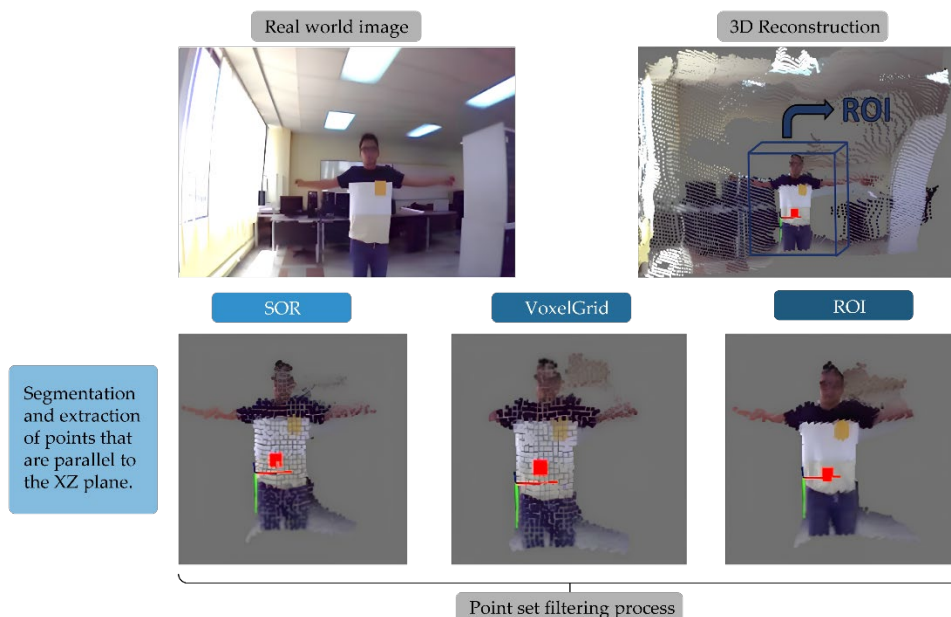 Real world image
3D Reconstruction
ROI
SOR
VoxelGrid
ROI
Segmentation
and extraction
of points that
are parallel to
the XZ plane.
Point set filtering process